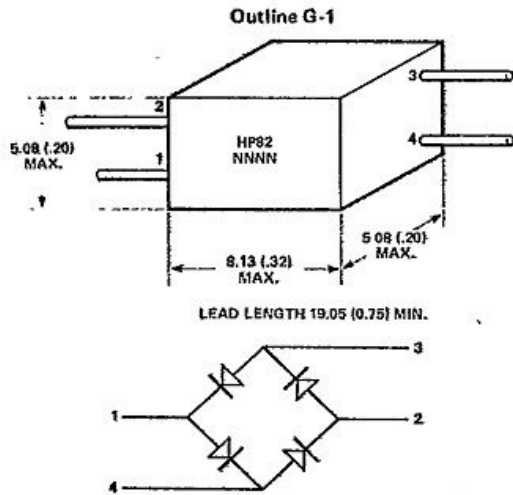 Outline G-1
3
2
5.08 (.20)
MAX.
HP82
NNNN
4
1
5.08 (.20)
MAX.
8.13 (.32)
MAX.
LEAD LENGTH 19.05 (0.75) MIN.
3
1
2
4